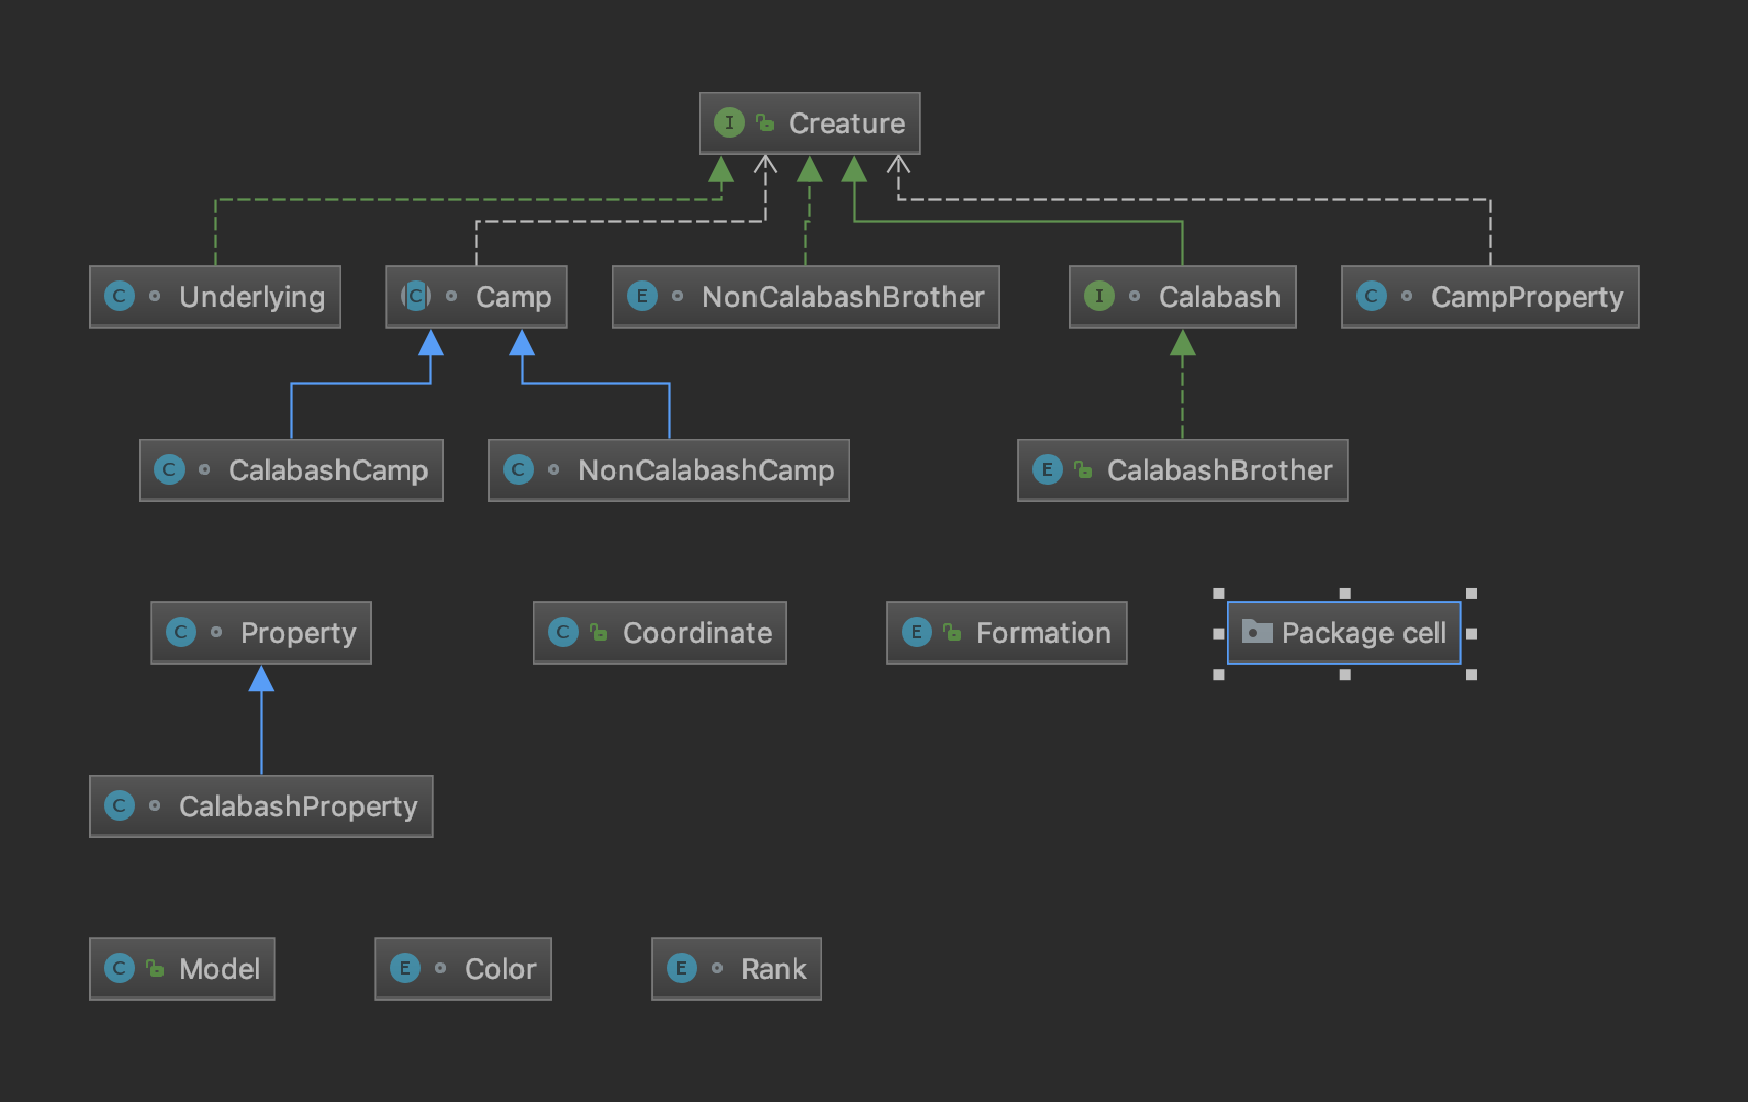 I Creature
C Underlying
C Camp
E NonCalabashBrother
I Calabash
C CampProperty
C CalabashCamp
C NonCalabashCamp
E CalabashBrother
C Property
C Coordinate
E Formation
Package cell
C CalabashProperty
C Model
E Color
E Rank